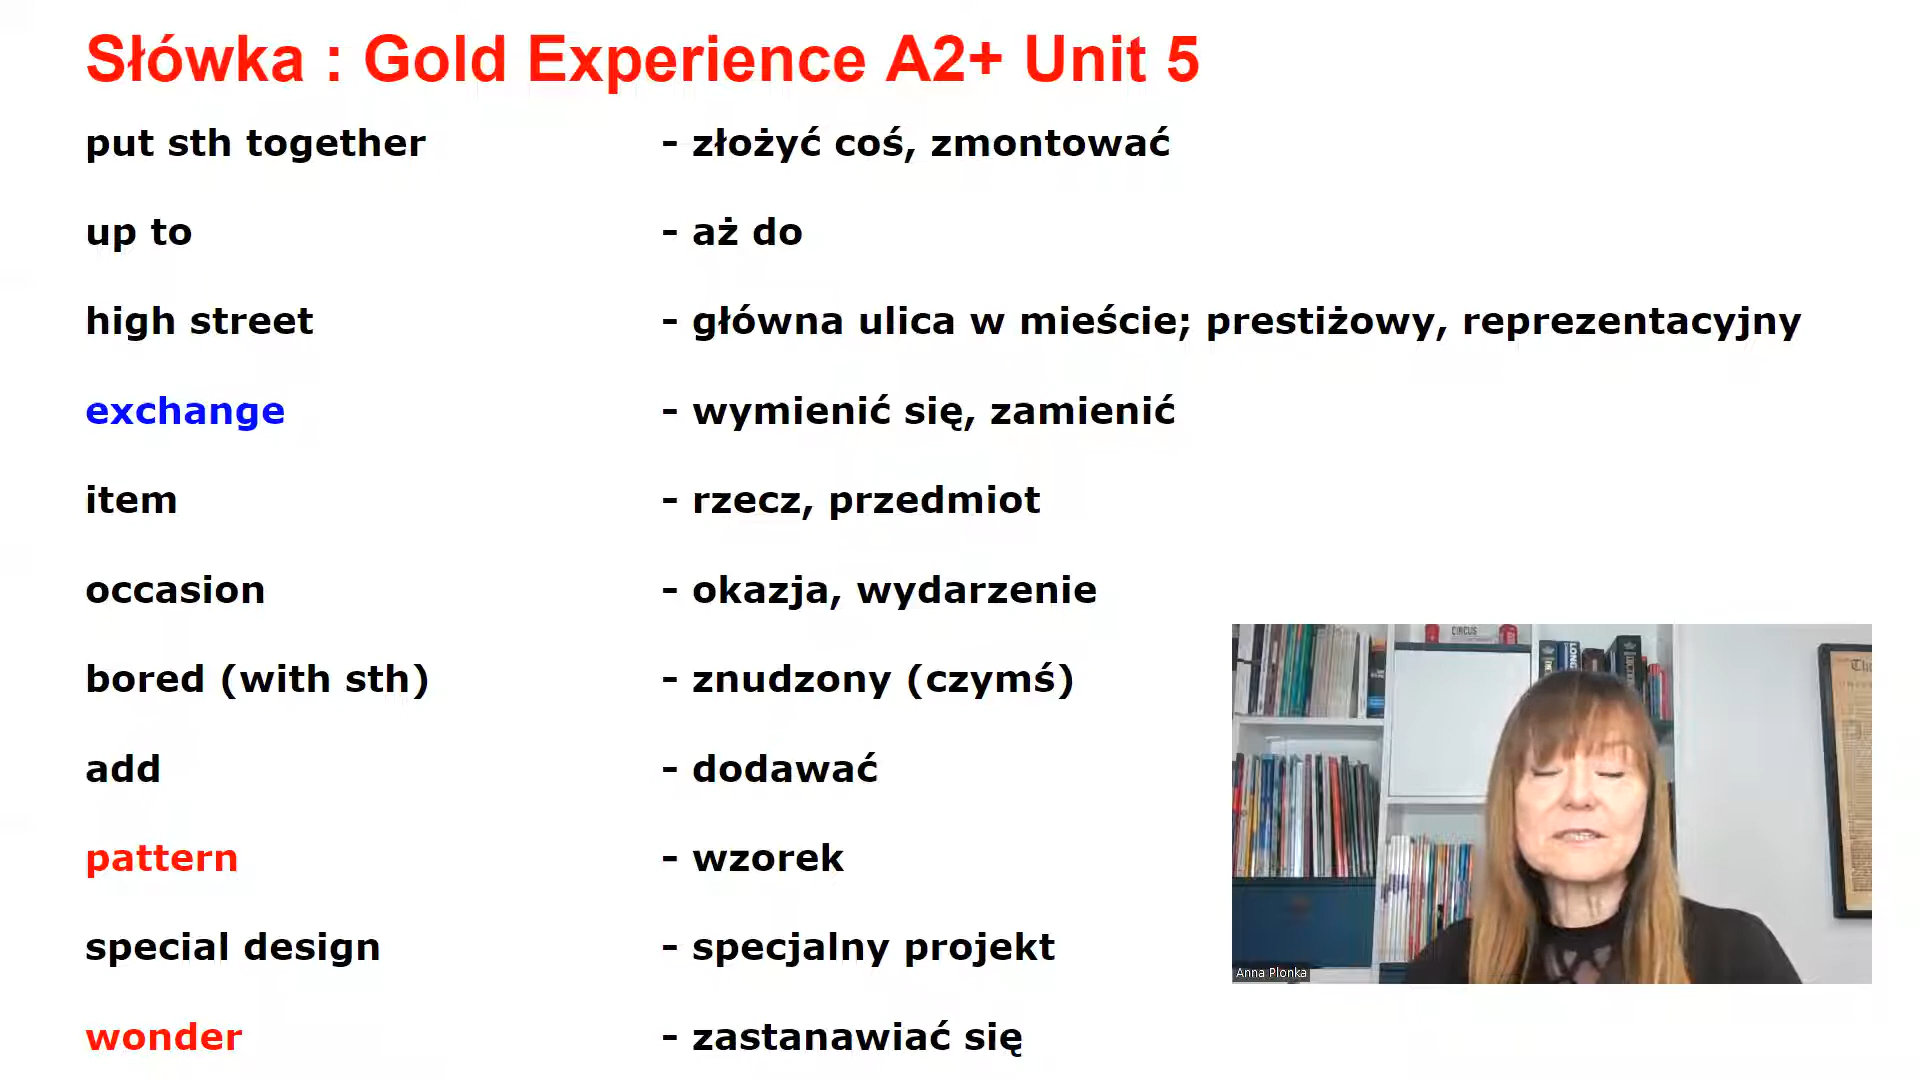 Słówka : Gold Experience A2+ Unit 5
put sth together - złożyć coś, zmontować
up to - aż do
high street - główna ulica w mieście; prestiżowy, reprezentacyjny
exchange - wymienić się, zamienić
item - rzecz, przedmiot
occasion - okazja, wydarzenie
bored (with sth) - znudzony (czymś)
add - dodawać
pattern - wzorek
special design - specjalny projekt
wonder - zastanawiać się
CIRCUS
Anna Plonka